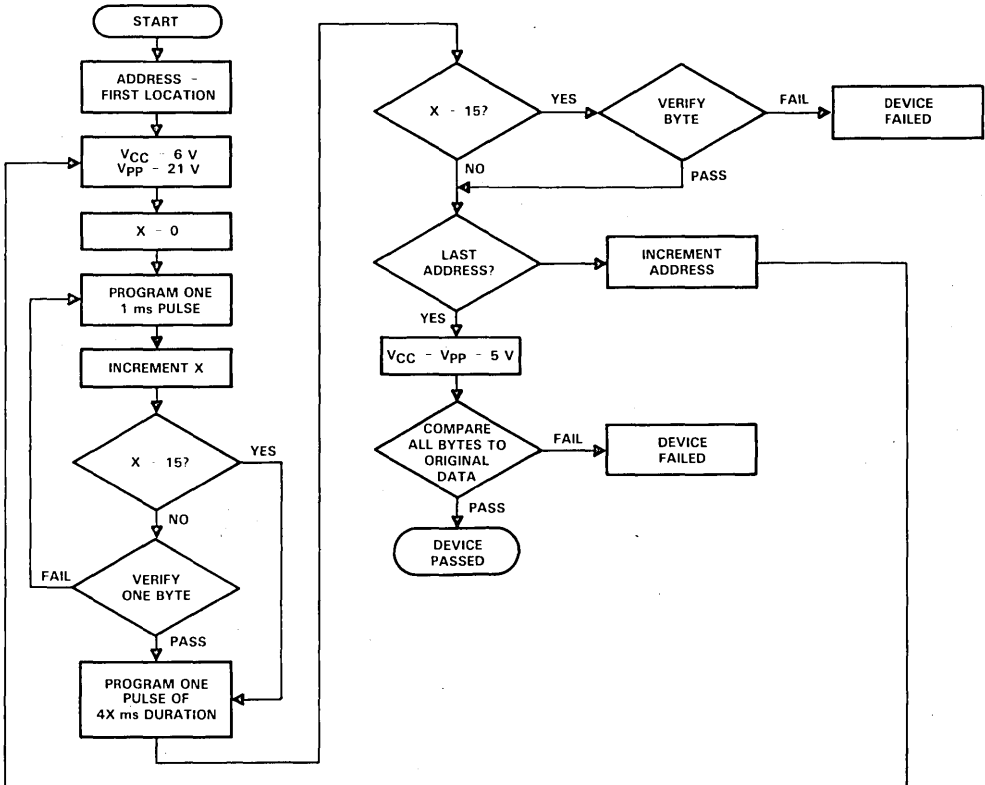 START
ADDRESS -
FIRST LOCATION
VCC - 6 V
VPP - 21 V
X - 0
PROGRAM ONE
1 ms PULSE
INCREMENT X
X - 15?
YES
NO
VERIFY
ONE BYTE
FAIL
PASS
PROGRAM ONE
PULSE OF
4X ms DURATION
X - 15?
YES
NO
VERIFY
BYTE
FAIL
PASS
DEVICE
FAILED
LAST
ADDRESS?
YES
INCREMENT
ADDRESS
VCC - VPP - 5 V
COMPARE
ALL BYTES TO
ORIGINAL
DATA
FAIL
DEVICE
FAILED
PASS
DEVICE
PASSED